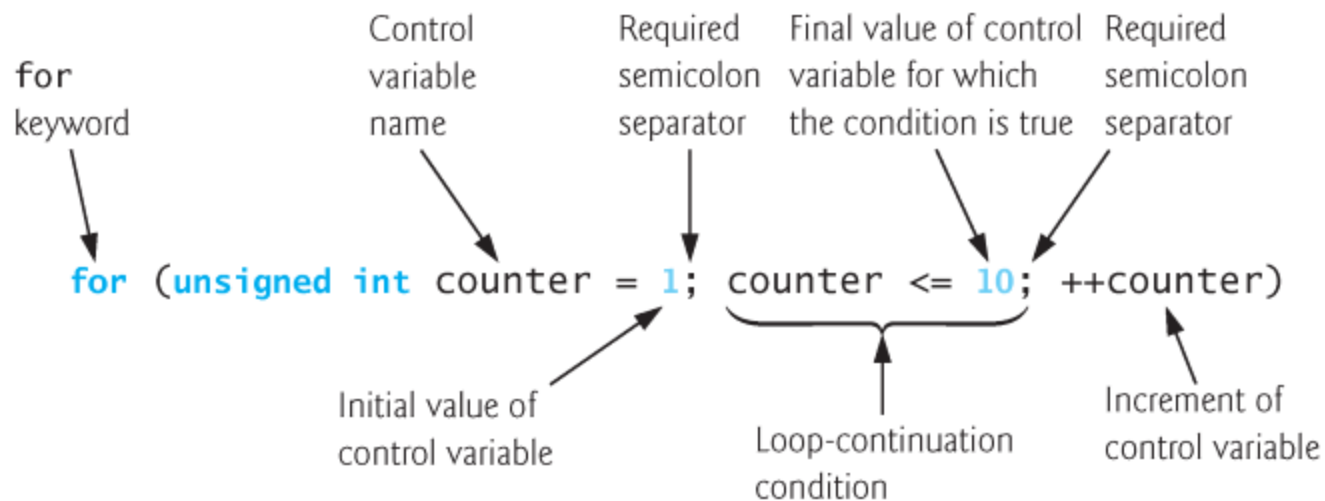 for
keyword
Control
variable
name
Required
semicolon
separator
Final value of control
variable for which
the condition is true
Required
semicolon
separator
for (unsigned int counter = 1; counter <= 10; ++counter)
Initial value of
control variable
Loop-continuation
condition
Increment of
control variable